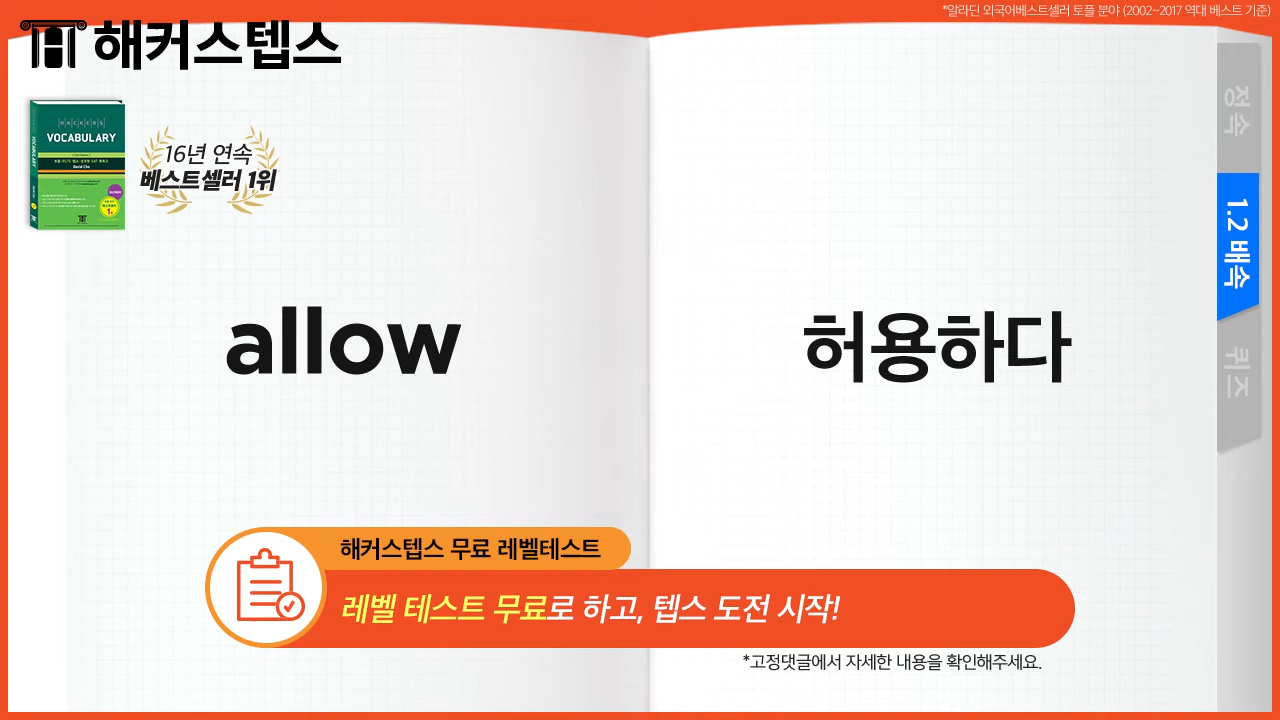 *알라딘 외국어베스트셀러 토플 분야 (2002~2017 역대 베스트 기준)
해커스텝스
HACKERS
VOCABULARY
David Cho
VOCABULARY
16년 연속
베스트셀러 1위
정속
1.2 배속
퀴즈
allow
허용하다
해커스텝스 무료 레벨테스트
레벨 테스트 무료로 하고, 텝스 도전 시작!
*고정댓글에서 자세한 내용을 확인해주세요.